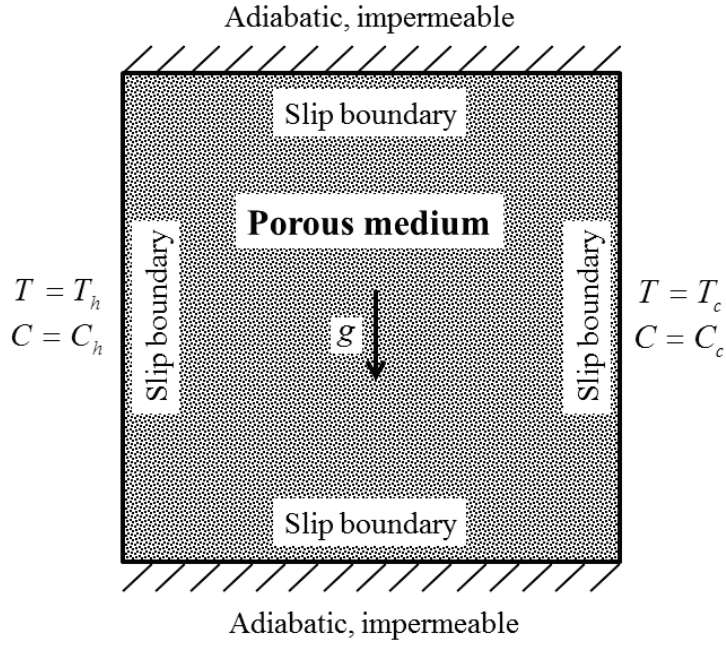 Adiabatic, impermeable
Slip boundary
Porous medium
Slip boundary
T = T_h
C = C_h
g
Slip boundary
T = T_c
C = C_c
Slip boundary
Adiabatic, impermeable